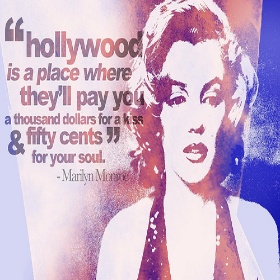 “hollywood
is a place where
they'll pay you
a thousand dollars for a kiss
& fifty cents”
for your soul.
- Marilyn Monroe